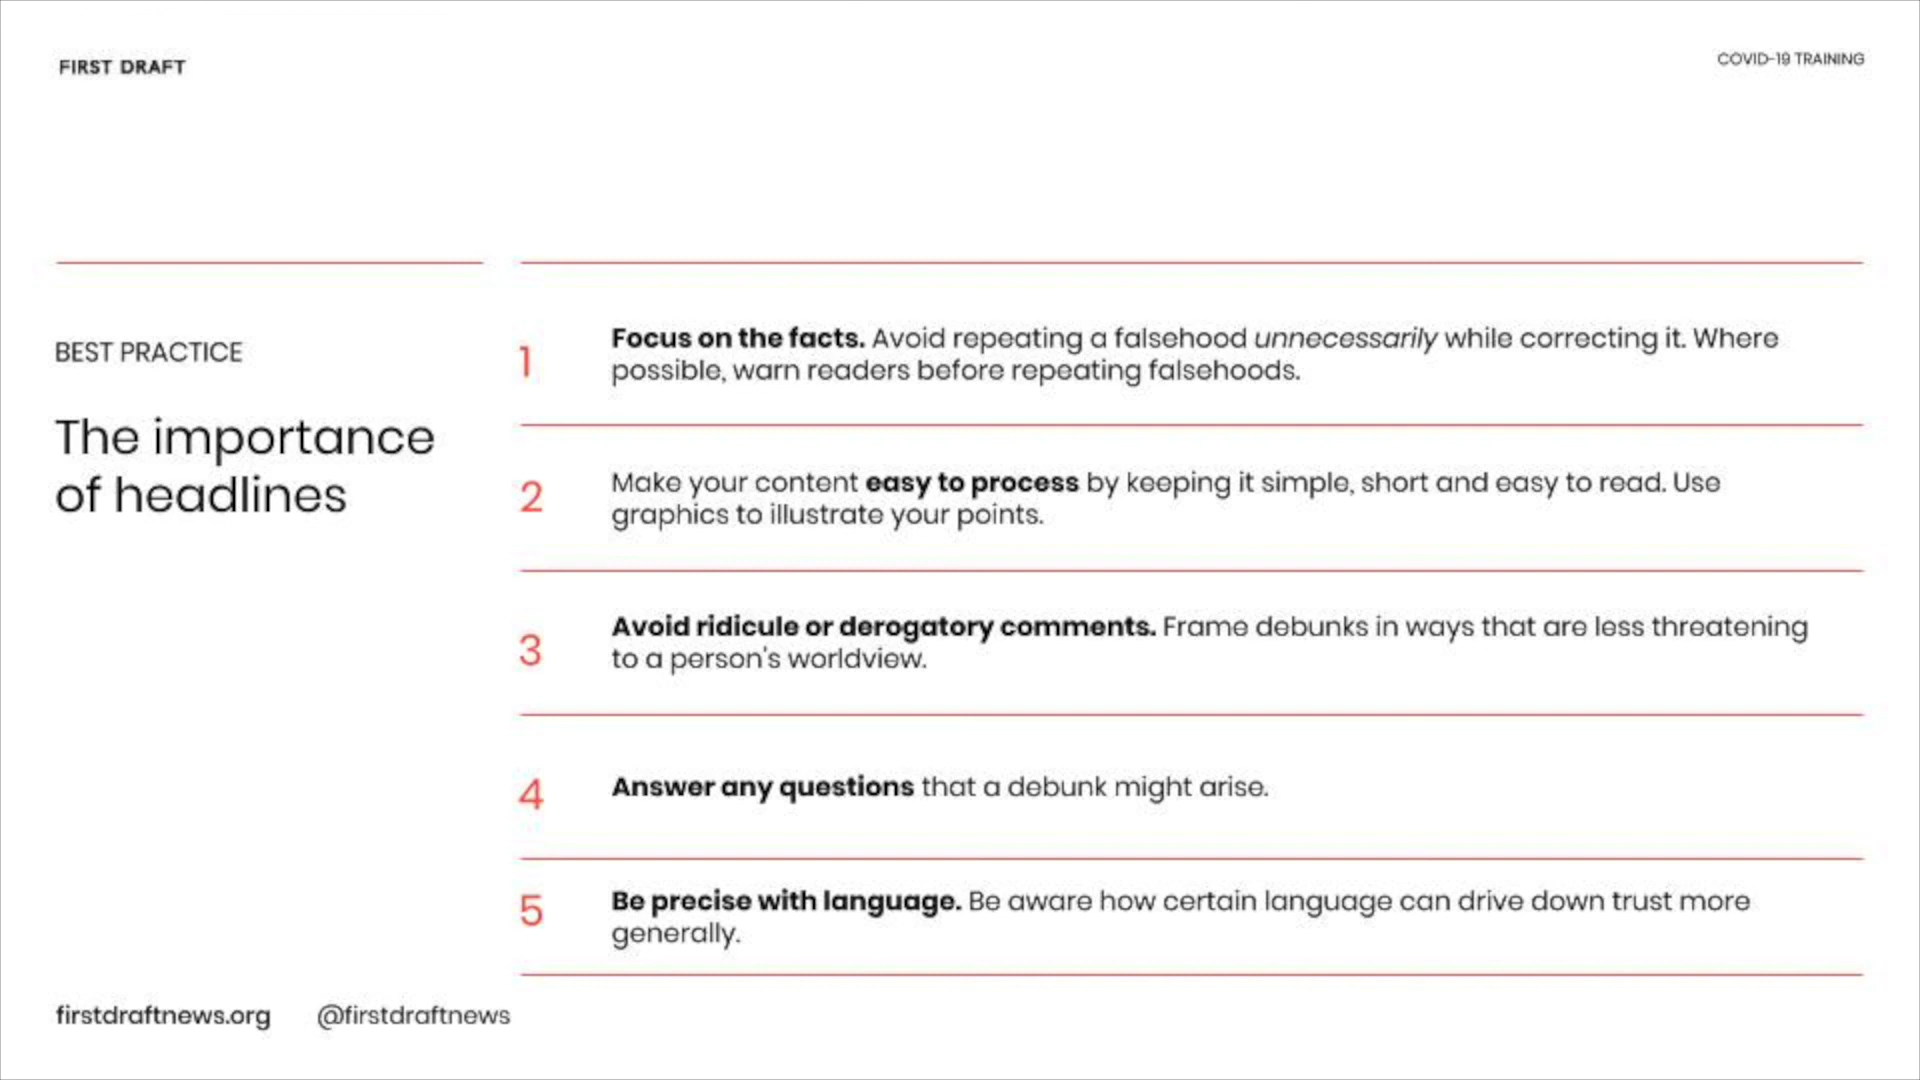 FIRST DRAFT
COVID-19 TRAINING
BEST PRACTICE
The importance
of headlines
1
Focus on the facts. Avoid repeating a falsehood unnecessarily while correcting it. Where
possible, warn readers before repeating falsehoods.
2
Make your content easy to process by keeping it simple, short and easy to read. Use
graphics to illustrate your points.
3
Avoid ridicule or derogatory comments. Frame debunks in ways that are less threatening
to a person's worldview.
4
Answer any questions that a debunk might arise.
5
Be precise with language. Be aware how certain language can drive down trust more
generally.
firstdraftnews.org
@firstdraftnews